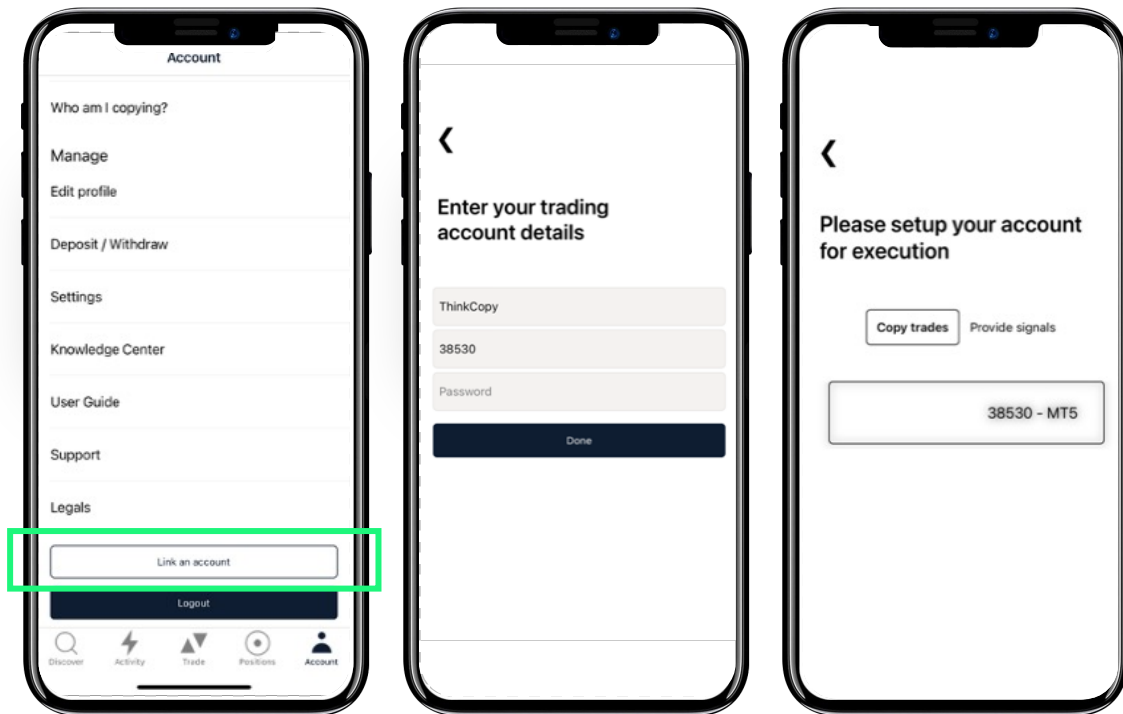 Account
Who am I copying?
Manage
Edit profile
Deposit / Withdraw
Settings
Knowledge Center
User Guide
Support
Legals
Link an account
Logout
Discover
Activity
Trade
Positions
Account
Enter your trading
account details
ThinkCopy
38530
Password
Done
Please setup your account
for execution
Copy trades
Provide signals
38530 - MT5